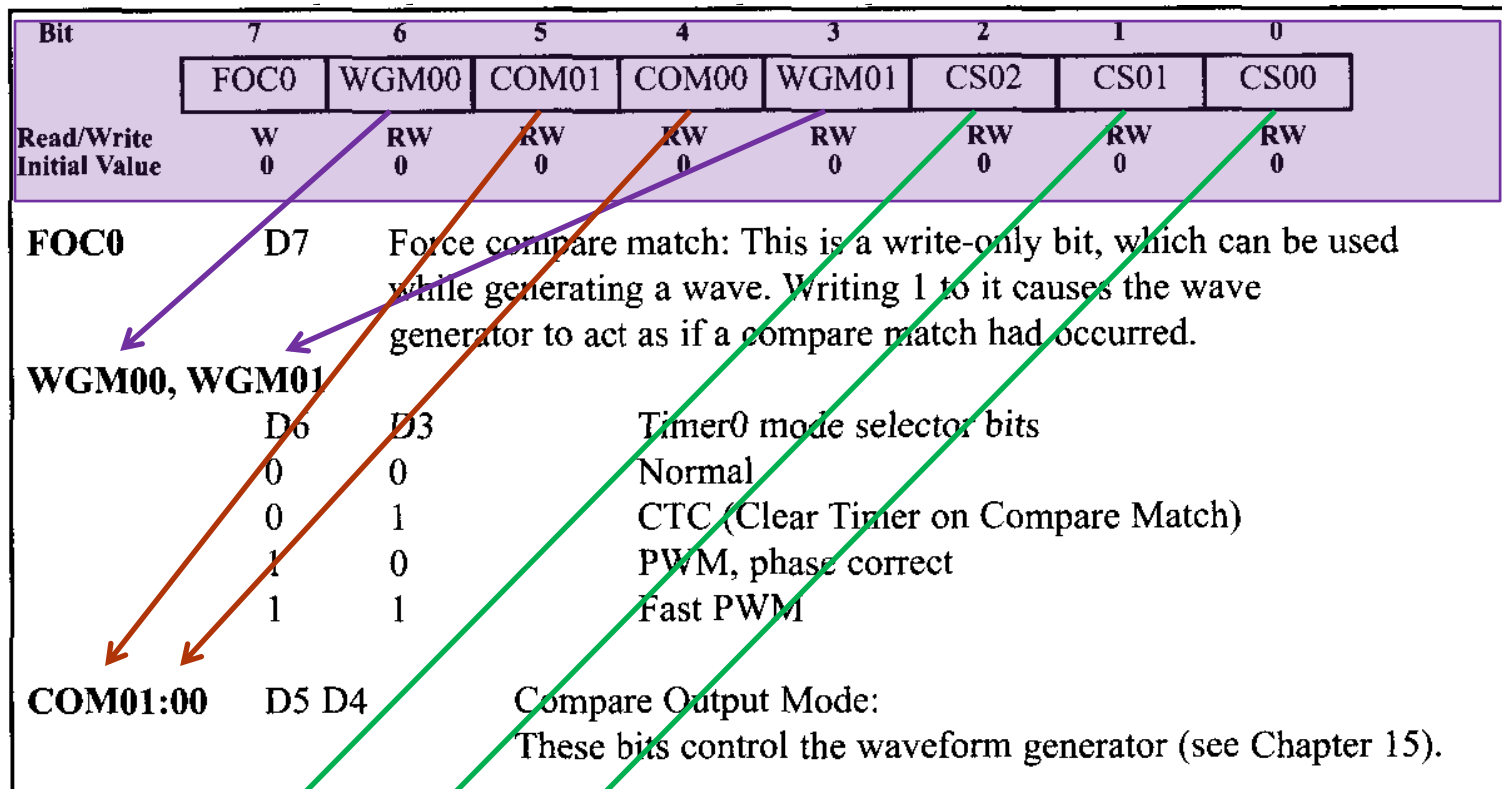 Bit 7 6 5 4 3 2 1 0
FOC0 WGM00 COM01 COM00 WGM01 CS02 CS01 CS00
Read/Write W RW RW RW RW RW RW RW
Initial Value 0 0 0 0 0 0 0 0
FOC0 D7 Force compare match: This is a write-only bit, which can be used
while generating a wave. Writing 1 to it causes the wave
generator to act as if a compare match had occurred.
WGM00, WGM01
D6 D3 Timer0 mode selector bits
0 0 Normal
0 1 CTC (Clear Timer on Compare Match)
1 0 PWM, phase correct
1 1 Fast PWM
COM01:00 D5 D4 Compare Output Mode:
These bits control the waveform generator (see Chapter 15).